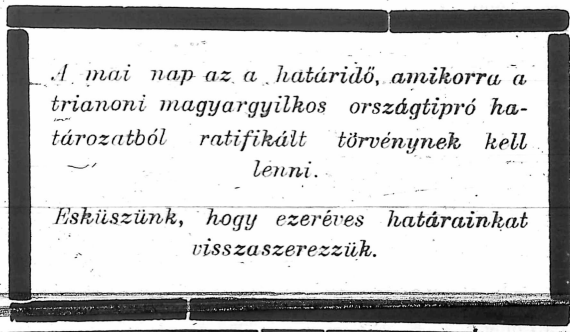 A mai nap az a határidő, amikorra a
trianoni magyargyilkos országtipró ha-
tározatból ratifikált törvénynek kell
lenni.
Esküszünk, hogy ezeréves határainkat
visszaszerezzük.